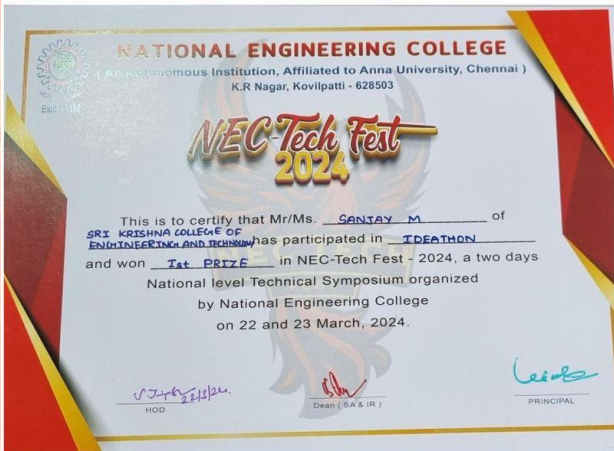 NATIONAL ENGINEERING COLLEGE
( An Autonomous Institution, Affiliated to Anna University, Chennai )
K.R Nagar, Kovilpatti - 628503
NEC-Tech Fest
2024
This is to certify that Mr/Ms. SANJAY M of
SRI KRISHNA COLLEGE OF
ENGINEERING AND TECHNOLOGY has participated in IDEATHON
and won Ist PRIZE in NEC-Tech Fest - 2024, a two days
National level Technical Symposium organized
by National Engineering College
on 22 and 23 March, 2024.
HOD
Dean ( SA & IR )
PRINCIPAL